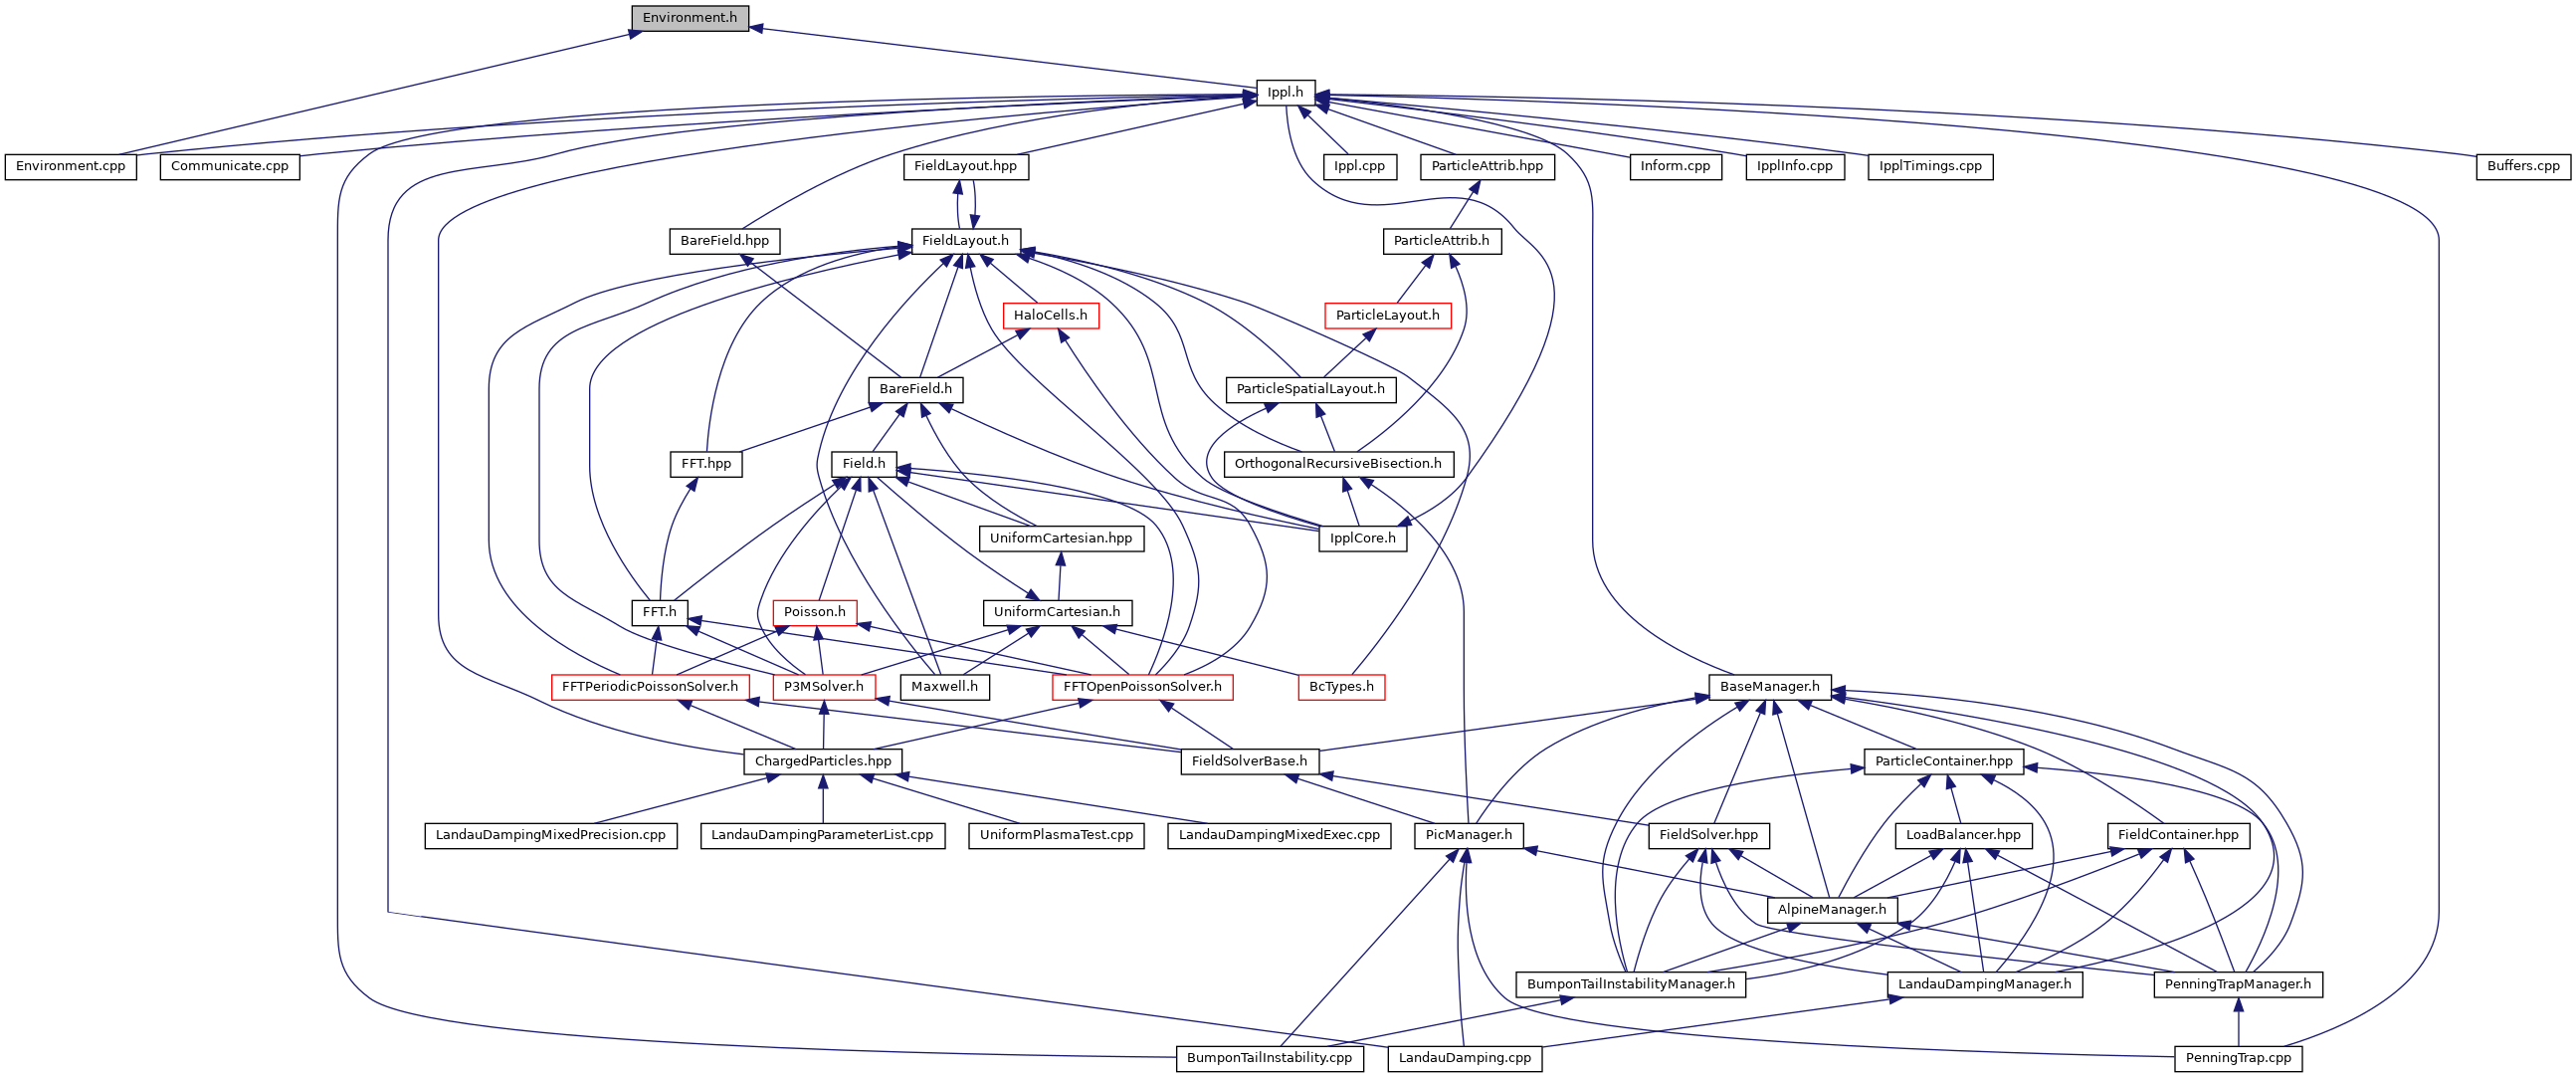 Environment.h
Ippl.h
Environment.cpp
Communicate.cpp
FieldLayout.hpp
Ippl.cpp
ParticleAttrib.hpp
Inform.cpp
IpplInfo.cpp
IpplTimings.cpp
Buffers.cpp
BareField.hpp
FieldLayout.h
ParticleAttrib.h
HaloCells.h
ParticleLayout.h
BareField.h
ParticleSpatialLayout.h
FFT.hpp
Field.h
OrthogonalRecursiveBisection.h
UniformCartesian.hpp
IpplCore.h
FFT.h
Poisson.h
UniformCartesian.h
FFTPeriodicPoissonSolver.h
P3MSolver.h
Maxwell.h
FFTOpenPoissonSolver.h
BcTypes.h
BaseManager.h
ChargedParticles.hpp
FieldSolverBase.h
ParticleContainer.hpp
LandauDampingMixedPrecision.cpp
LandauDampingParameterList.cpp
UniformPlasmaTest.cpp
LandauDampingMixedExec.cpp
PicManager.h
FieldSolver.hpp
LoadBalancer.hpp
FieldContainer.hpp
AlpineManager.h
BumponTailInstabilityManager.h
LandauDampingManager.h
PenningTrapManager.h
BumponTailInstability.cpp
LandauDamping.cpp
PenningTrap.cpp